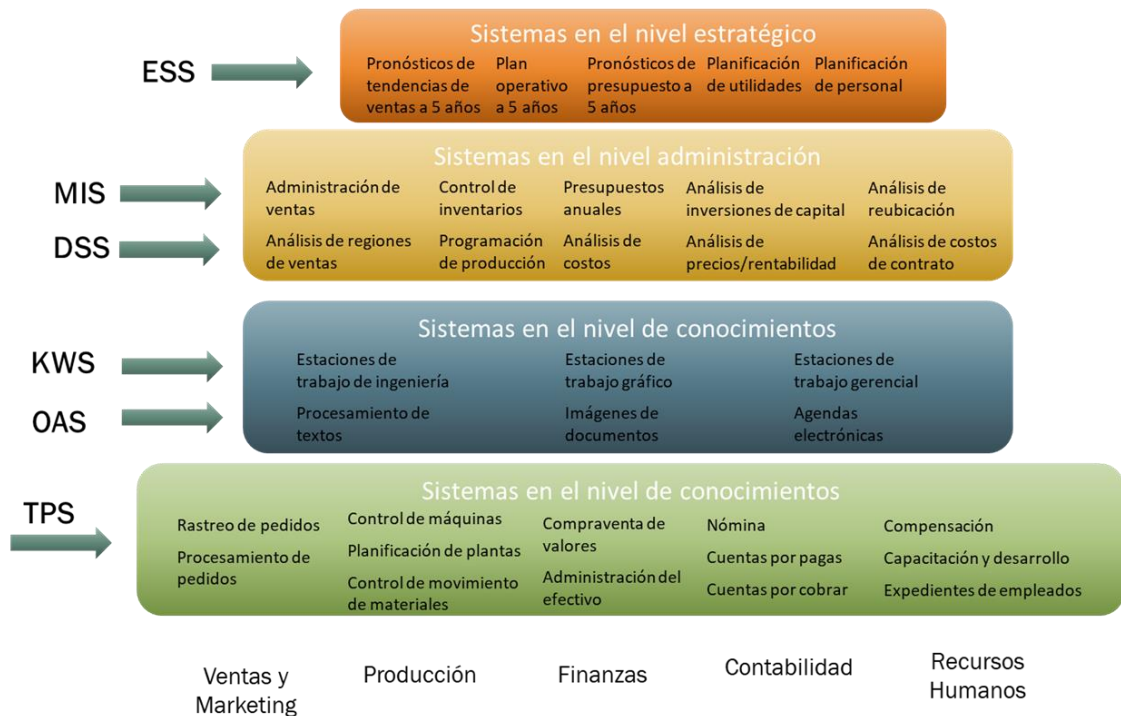 Sistemas en el nivel estratégico
ESS
Pronósticos de
tendencias de
ventas a 5 años
Plan
operativo
a 5 años
Pronósticos de
presupuesto a
5 años
Planificación
de utilidades
Planificación
de personal
Sistemas en el nivel administración
MIS
Administración de
ventas
Control de
inventarios
Presupuestos
anuales
Análisis de
inversiones de capital
Análisis de
reubicación
DSS
Análisis de regiones
de ventas
Programación
de producción
Análisis de
costos
Análisis de
precios/rentabilidad
Análisis de costos
de contrato
Sistemas en el nivel de conocimientos
KWS
Estaciones de
trabajo de ingeniería
Estaciones de
trabajo gráfico
Estaciones de
trabajo gerencial
OAS
Procesamiento de
textos
Imágenes de
documentos
Agendas
electrónicas
Sistemas en el nivel de conocimientos
TPS
Rastreo de pedidos
Procesamiento de
pedidos
Control de máquinas
Planificación de plantas
Control de movimiento
de materiales
Compraventa de
valores
Administración del
efectivo
Nómina
Cuentas por pagas
Cuentas por cobrar
Compensación
Capacitación y desarrollo
Expedientes de empleados
Ventas y
Marketing
Producción
Finanzas
Contabilidad
Recursos
Humanos